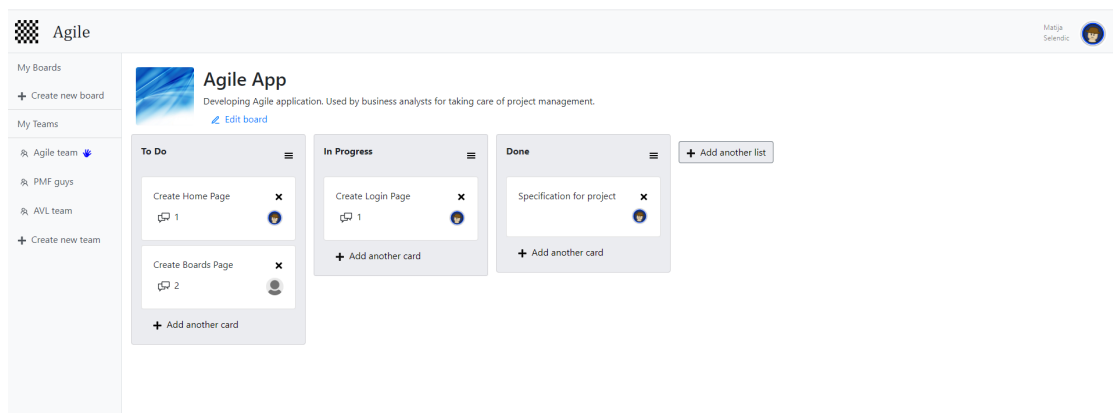 Agile
Matija
Selendic
My Boards
Create new board
My Teams
Agile team
PMF guys
AVL team
Create new team
Agile App
Developing Agile application. Used by business analysts for taking care of project management.
Edit board
To Do
Create Home Page
1
Create Boards Page
2
Add another card
In Progress
Create Login Page
1
Add another card
Done
Specification for project
Add another card
Add another list